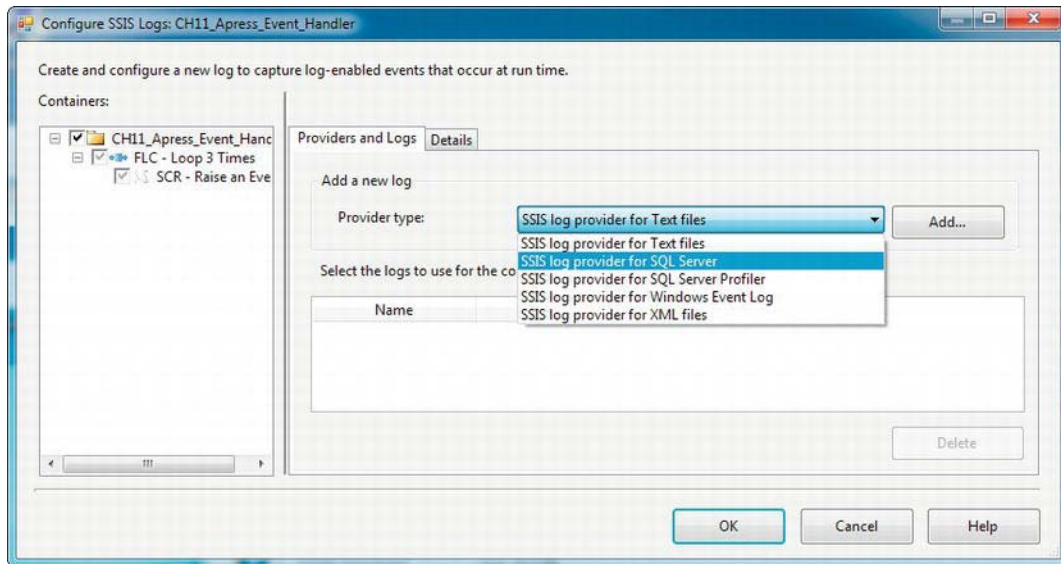 Configure SSIS Logs: CH11_Apress_Event_Handler
Create and configure a new log to capture log-enabled events that occur at run time.
Containers:
CH11_Apress_Event_Hanc
FLC - Loop 3 Times
SCR - Raise an Eve
Providers and Logs
Details
Add a new log
Provider type:
SSIS log provider for Text files
Add...
SSIS log provider for Text files
SSIS log provider for SQL Server
SSIS log provider for SQL Server Profiler
SSIS log provider for Windows Event Log
SSIS log provider for XML files
Select the logs to use for the co
Name
Delete
OK
Cancel
Help